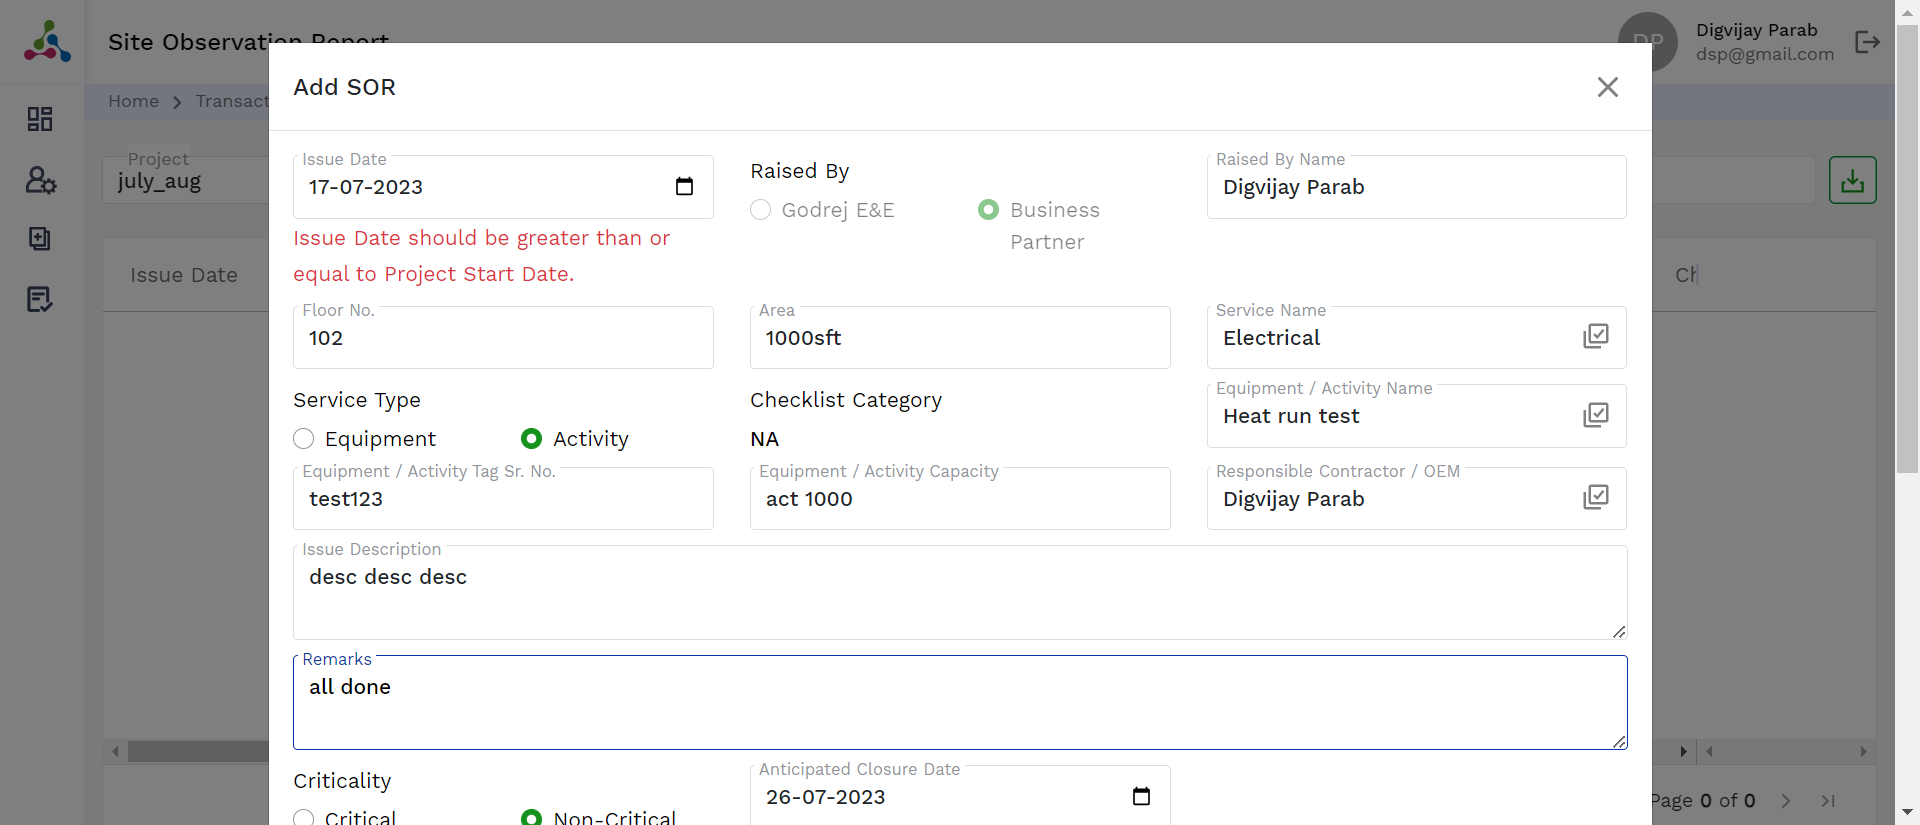 Site Observation Report
DP
Digvijay Parab
dsp@gmail.com
Home > Transact
Project
july_aug
Issue Date
Add SOR
Issue Date
17-07-2023
Issue Date should be greater than or
equal to Project Start Date.
Raised By
Godrej E&E
Business
Partner
Raised By Name
Digvijay Parab
Floor No.
102
Area
1000sft
Service Name
Electrical
Service Type
Equipment
Activity
Checklist Category
NA
Equipment / Activity Name
Heat run test
Equipment / Activity Tag Sr. No.
test123
Equipment / Activity Capacity
act 1000
Responsible Contractor / OEM
Digvijay Parab
Issue Description
desc desc desc
Remarks
all done
Criticality
Critical
Non-Critical
Anticipated Closure Date
26-07-2023
Page 0 of 0